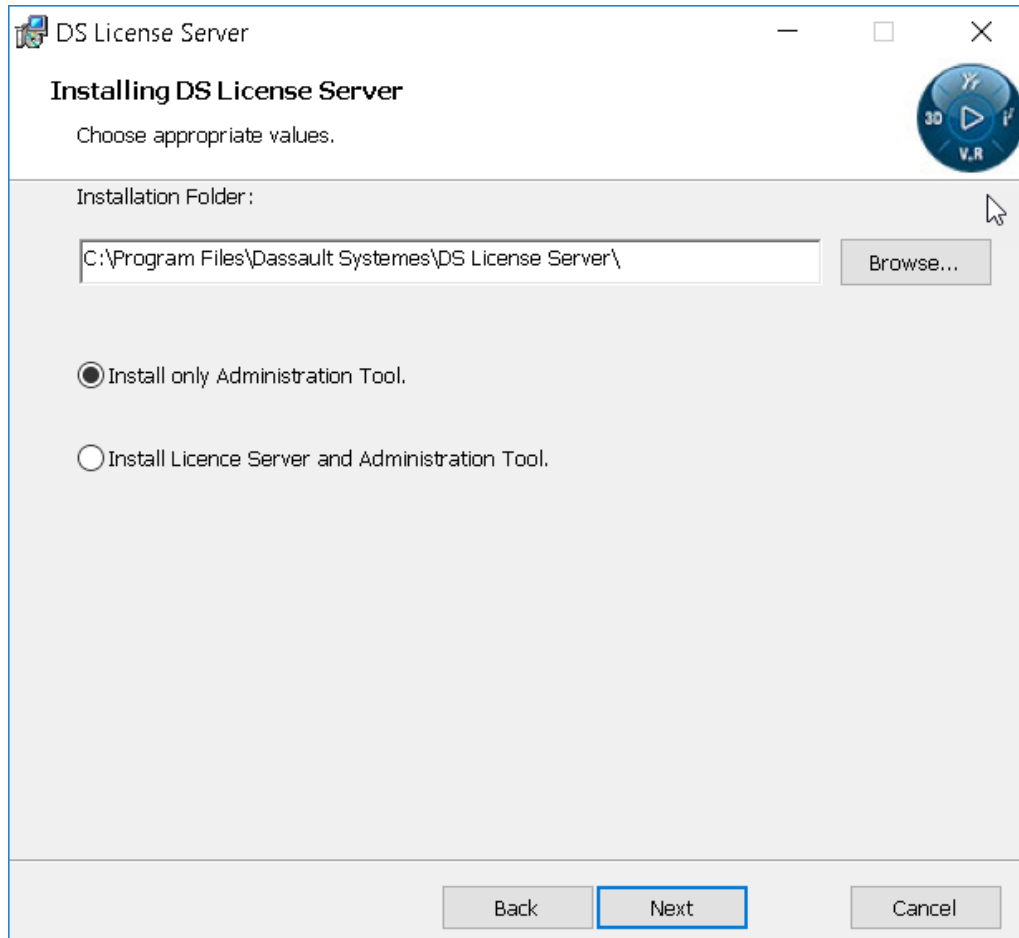 DS License Server
Installing DS License Server
Choose appropriate values.
3D
V.R
Installation Folder:
C:\Program Files\Dassault Systemes\DS License Server\
Browse...
Install only Administration Tool.
Install Licence Server and Administration Tool.
Back
Next
Cancel